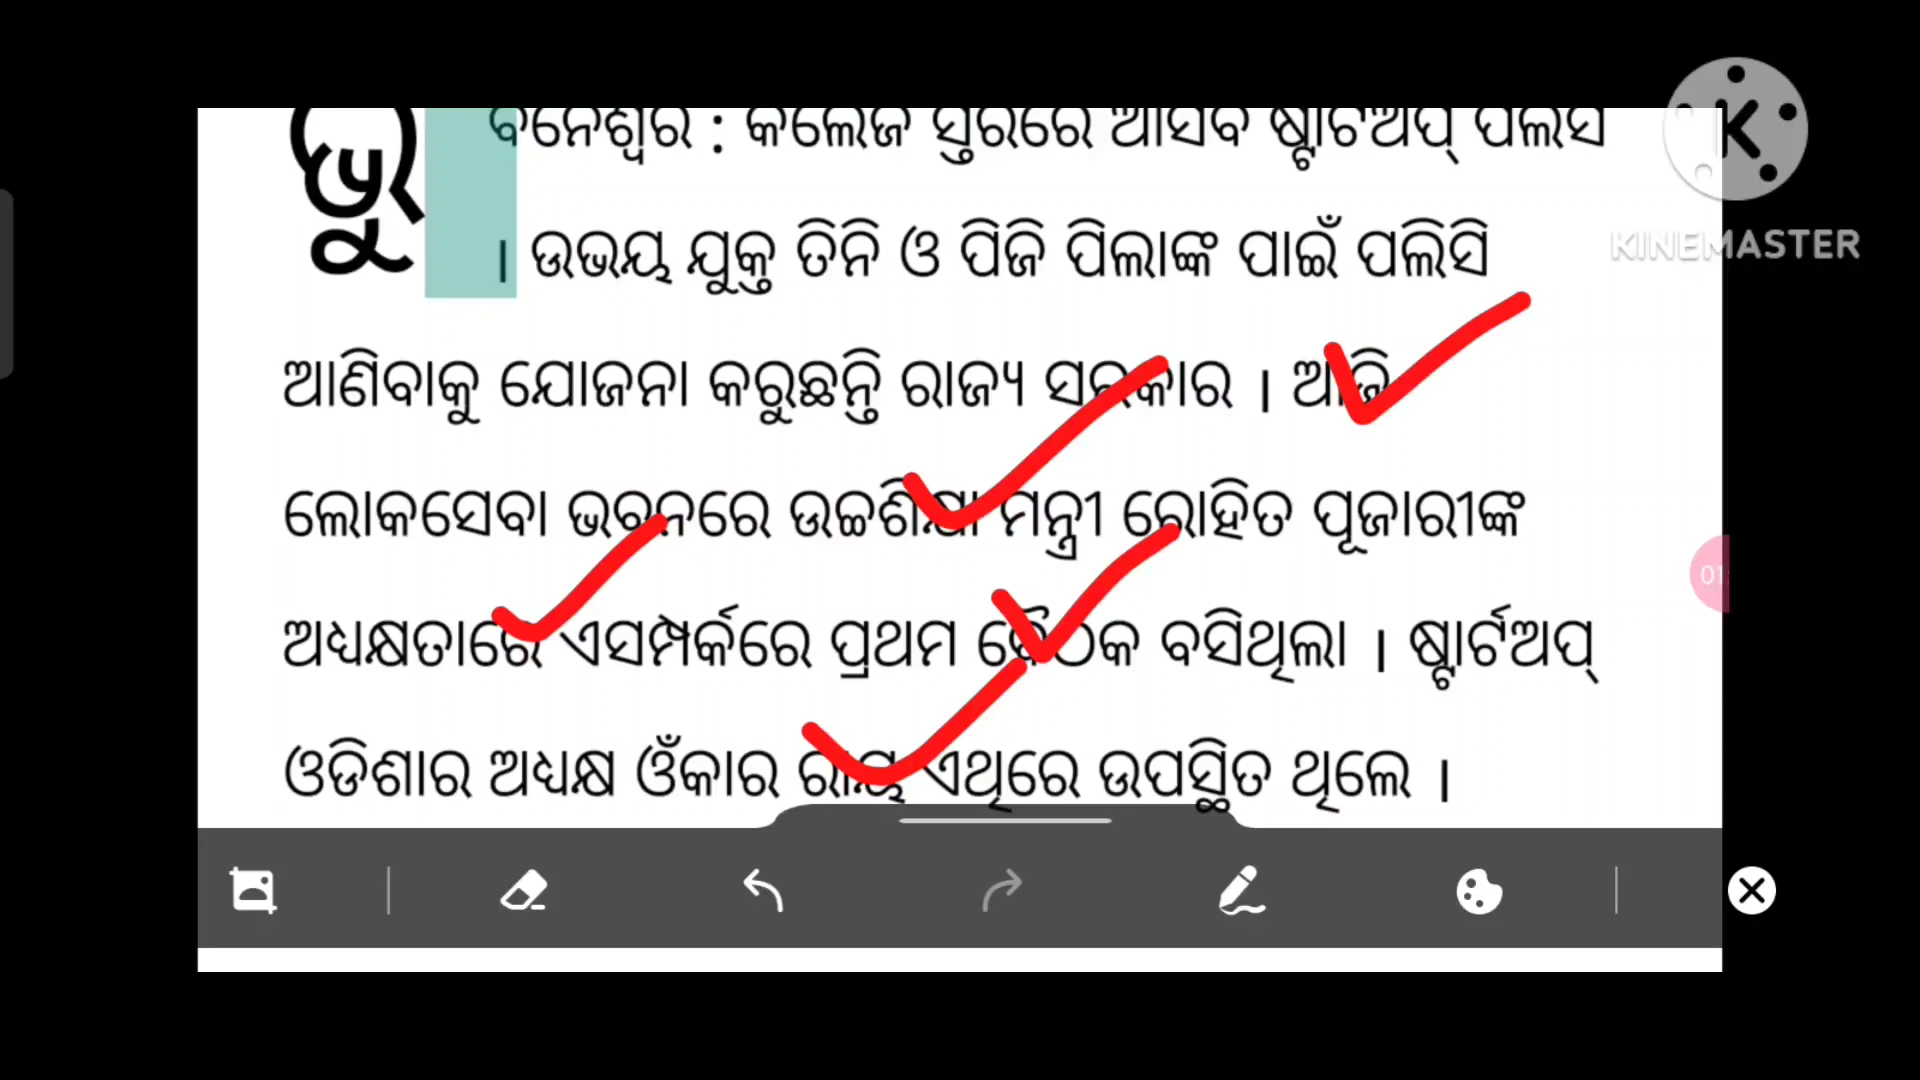 ଭୁବନେଶ୍ୱର : କଲେଜ ସ୍ତରରେ ଆସିବ ଷ୍ଟାର୍ଟଅପ୍ ପଲିସି
। ଉଭୟ ଯୁକ୍ତ ତିନି ଓ ପିଜି ପିଲାଙ୍କ ପାଇଁ ପଲିସି
ଆଣିବାକୁ ଯୋଜନା କରୁଛନ୍ତି ରାଜ୍ୟ ସରକାର । ଆଜି
ଲୋକସେବା ଭବନରେ ଉଚ୍ଚଶିକ୍ଷା ମନ୍ତ୍ରୀ ରୋହିତ ପୂଜାରୀଙ୍କ
ଅଧ୍ୟକ୍ଷତାରେ ଏସମ୍ପର୍କରେ ପ୍ରଥମ ବୈଠକ ବସିଥିଲା । ଷ୍ଟାର୍ଟଅପ୍
ଓଡିଶାର ଅଧ୍ୟକ୍ଷ ଓଁକାର ରାୟ ଏଥିରେ ଉପସ୍ଥିତ ଥିଲେ ।
K
KINEMASTER